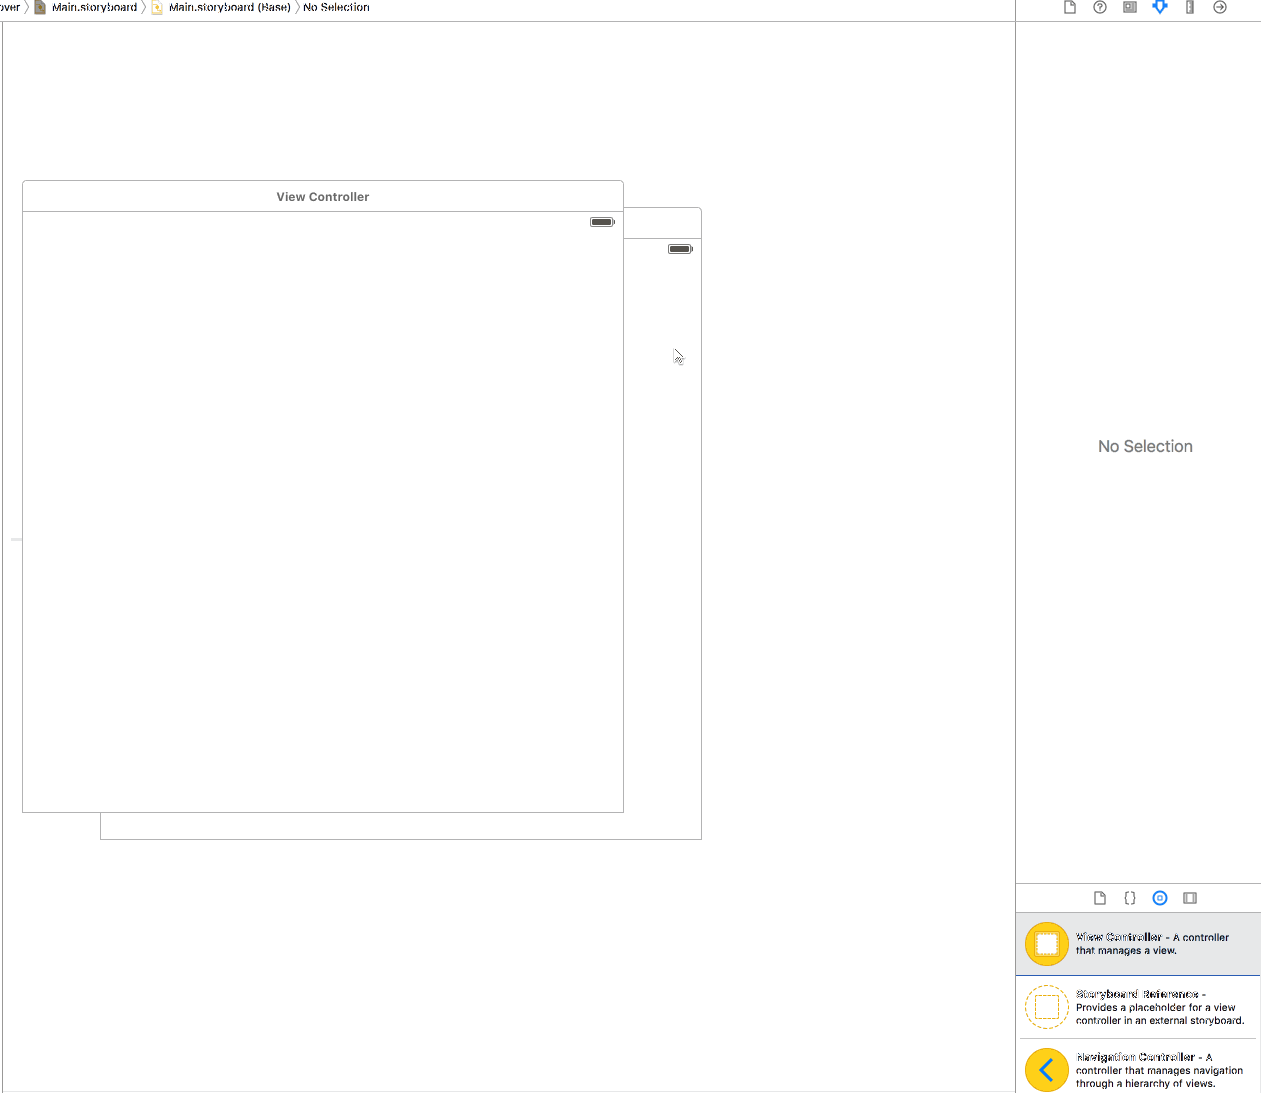 over Main.storyboard Main.storyboard (Base) No Selection
View Controller
No Selection
View Controller - A controller
that manages a view.
Storyboard Reference -
Provides a placeholder for a view
controller in an external storyboard.
Navigation Controller - A
controller that manages navigation
through a hierarchy of views.